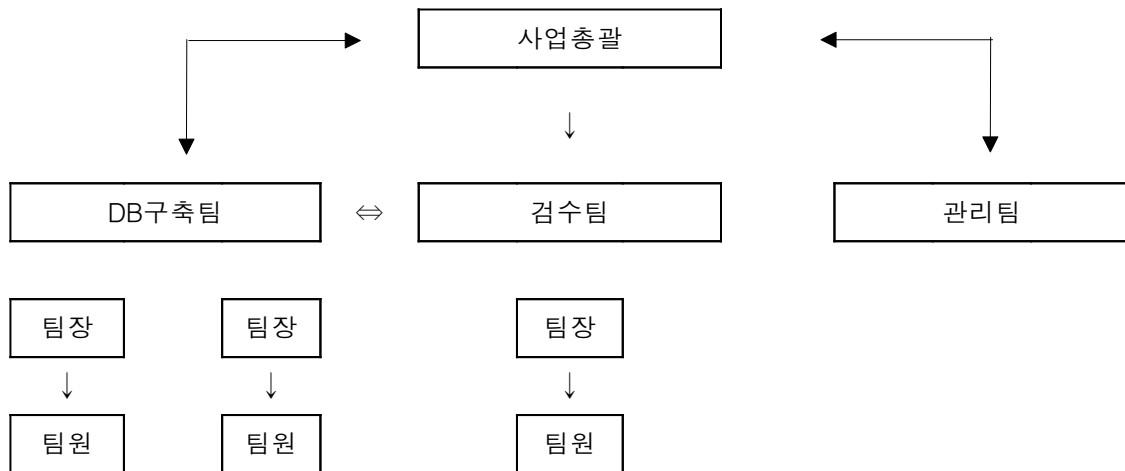 사업총괄
↓
DB구축팀 ⇔ 검수팀 관리팀
팀장 팀장 팀장
↓ ↓ ↓
팀원 팀원 팀원